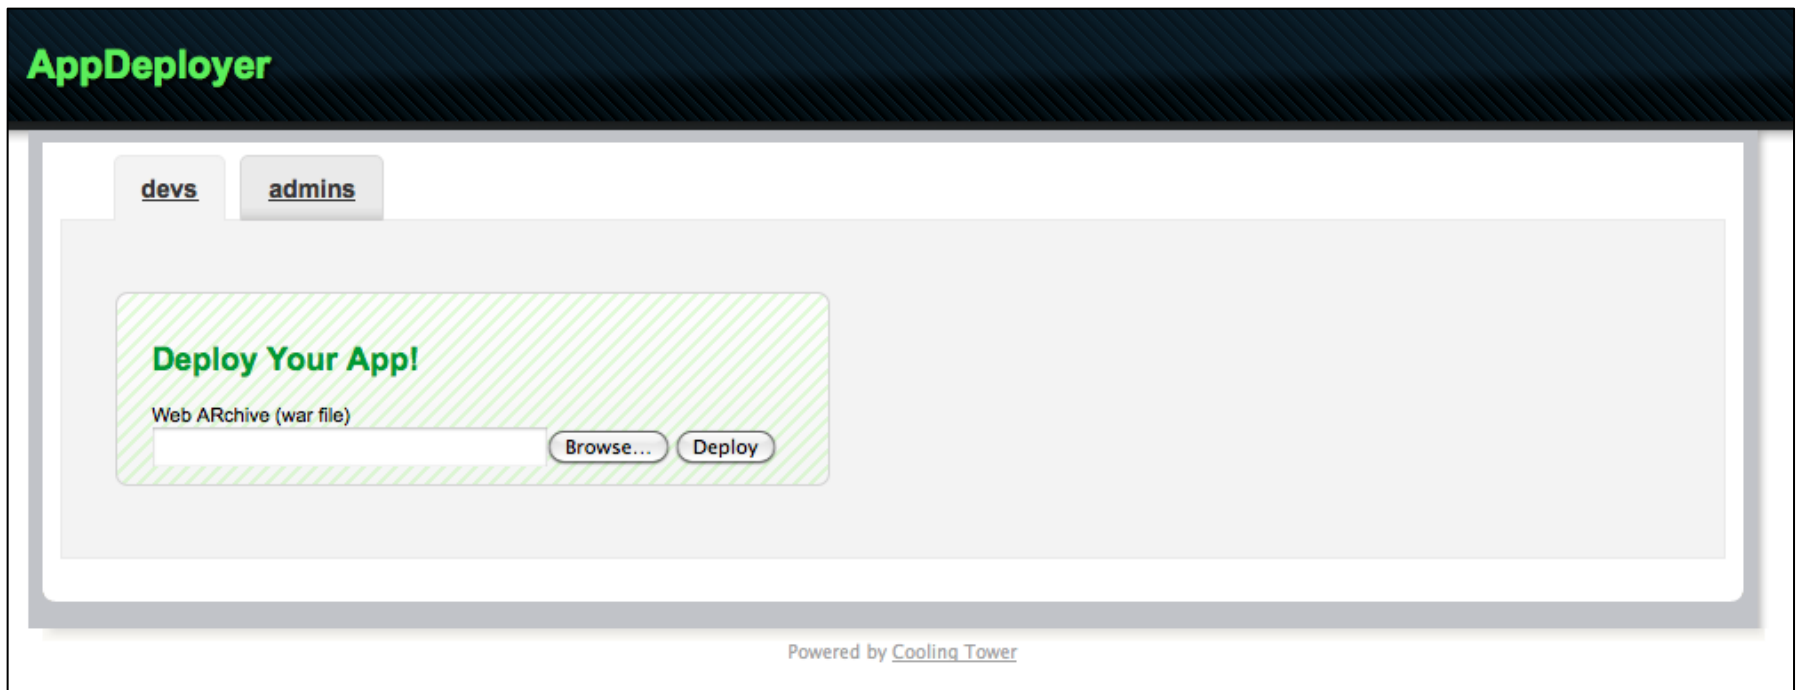 AppDeployer
devs admins
Deploy Your App!
Web ARchive (war file)
Browse... Deploy
Powered by Cooling Tower